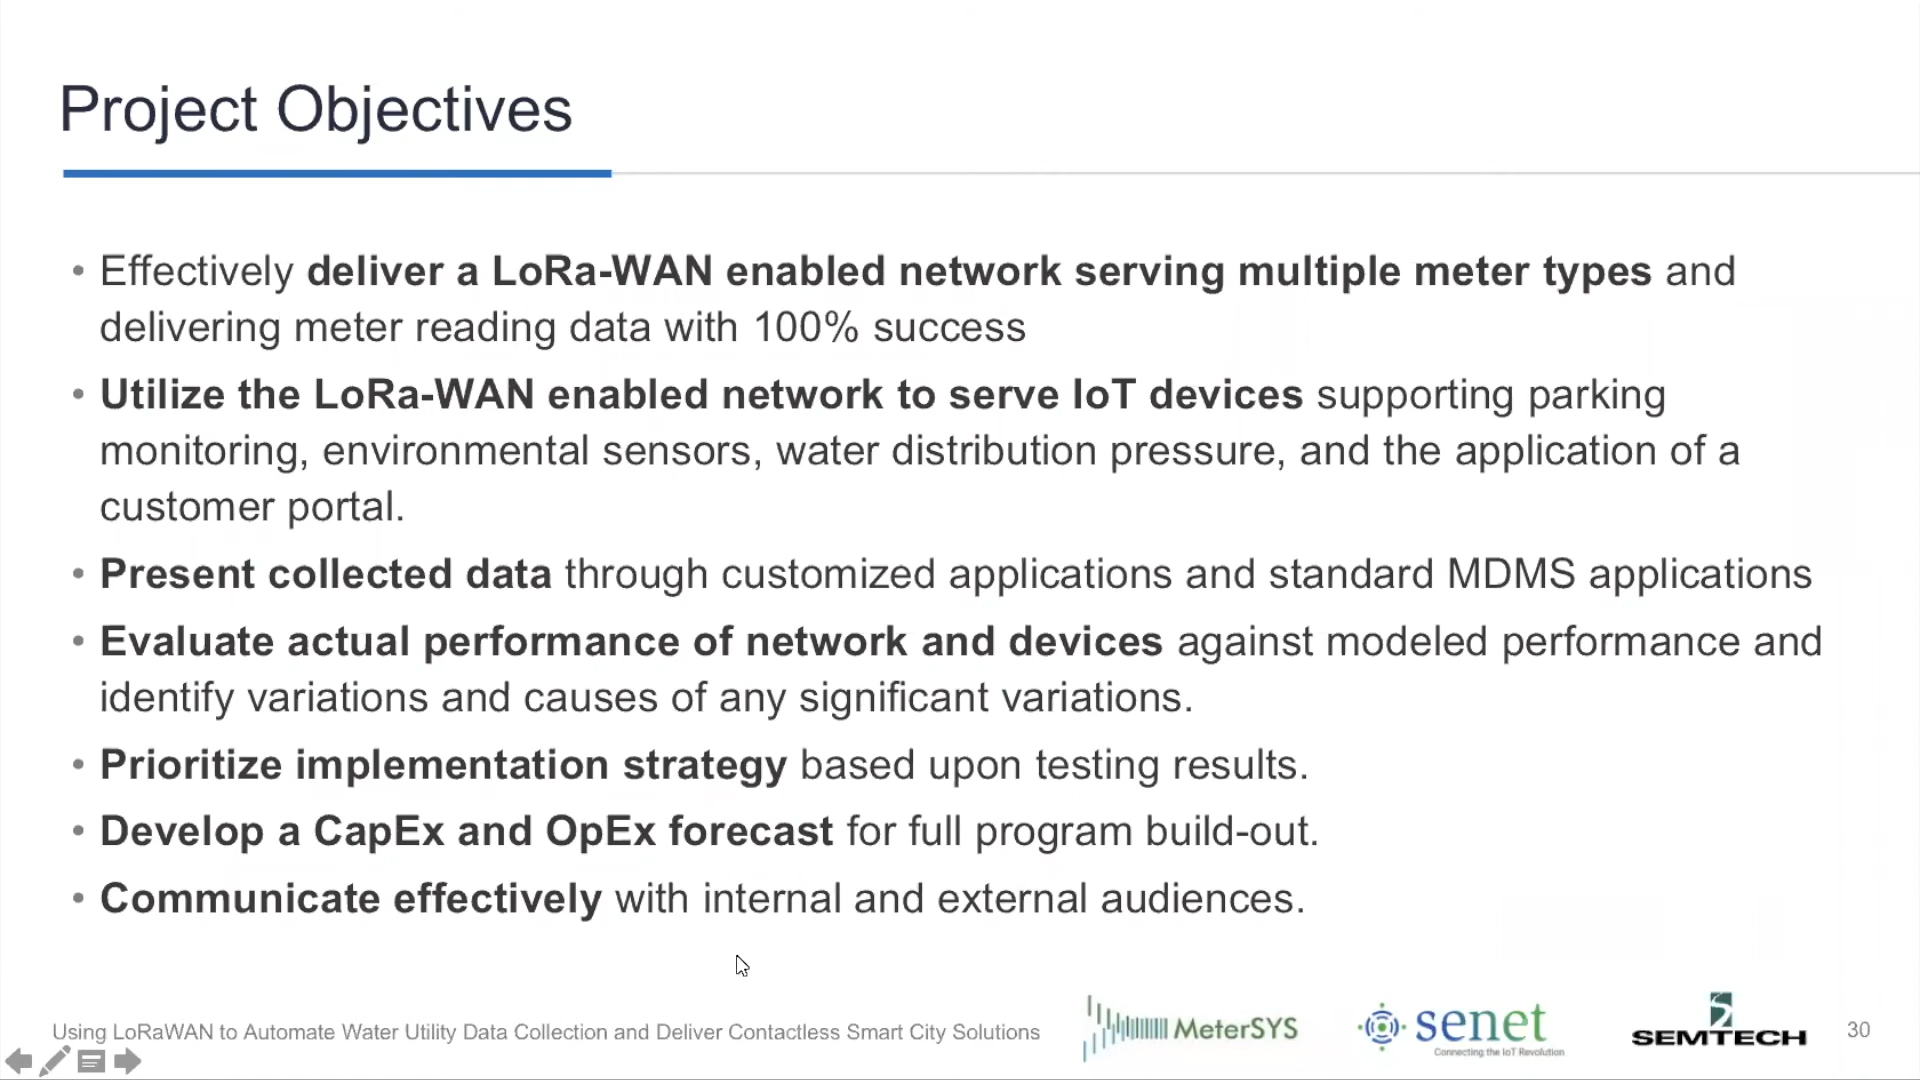 Project Objectives
• Effectively deliver a LoRa-WAN enabled network serving multiple meter types and
delivering meter reading data with 100% success
• Utilize the LoRa-WAN enabled network to serve IoT devices supporting parking
monitoring, environmental sensors, water distribution pressure, and the application of a
customer portal.
• Present collected data through customized applications and standard MDMS applications
• Evaluate actual performance of network and devices against modeled performance and
identify variations and causes of any significant variations.
• Prioritize implementation strategy based upon testing results.
• Develop a CapEx and OpEx forecast for full program build-out.
• Communicate effectively with internal and external audiences.
Using LoRaWAN to Automate Water Utility Data Collection and Deliver Contactless Smart City Solutions
MeterSYS
senet
Connecting the IoT Revolution
SEMTECH
30